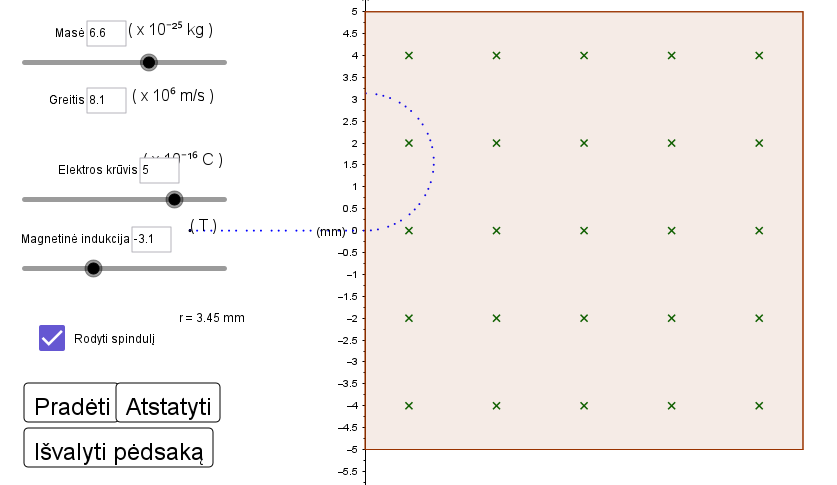 Masė 6.6 ( x 10⁻²⁵ kg )
Greitis 8.1 ( x 10⁶ m/s )
( x 10⁻¹⁶ C )
Elektros krūvis 5
( T )
Magnetinė indukcija -3.1
r = 3.45 mm
Rodyti spindulį
Pradėti Atstatyti
Išvalyti pėdsaką
5
4.5
4
3.5
3
2.5
2
1.5
1
0.5
(mm) 0
–0.5
–1
–1.5
–2
–2.5
–3
–3.5
–4
–4.5
–5
–5.5